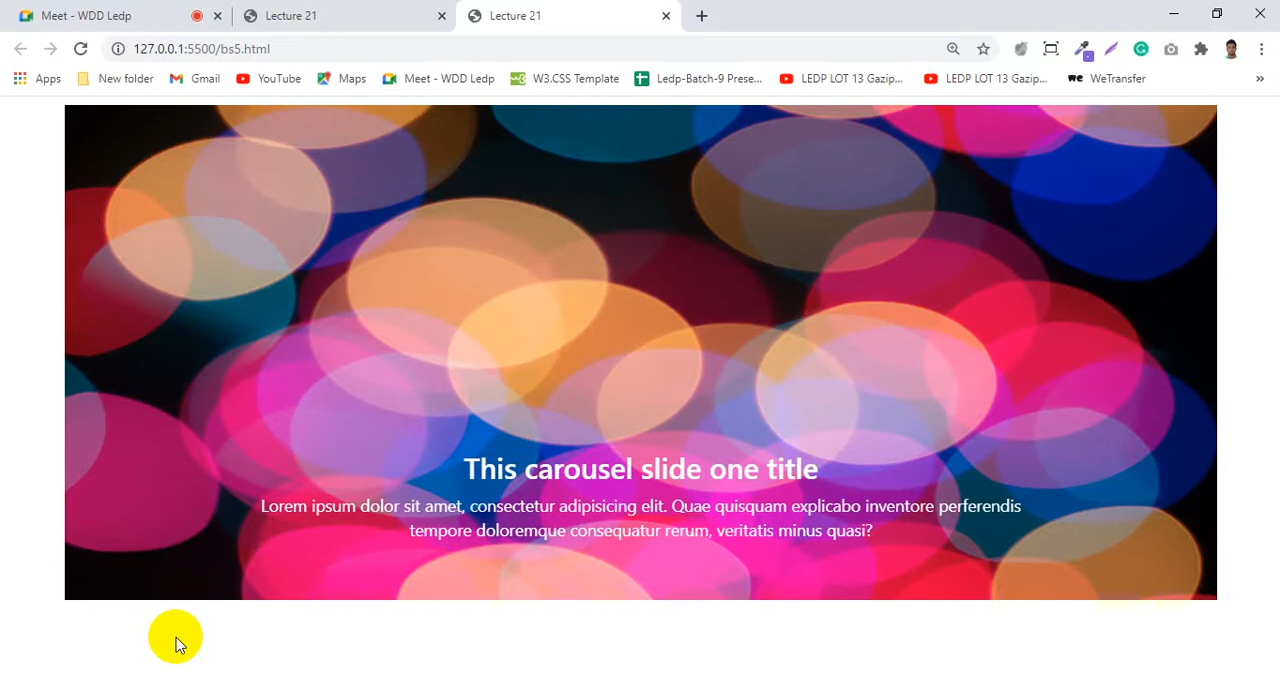 Meet - WDD Ledp
Lecture 21
Lecture 21
127.0.0.1:5500/bs5.html
Apps
New folder
Gmail
YouTube
Maps
Meet - WDD Ledp
W3.CSS Template
Ledp-Batch-9 Prese...
LEDP LOT 13 Gazip...
LEDP LOT 13 Gazip...
we WeTransfer
»
This carousel slide one title
Lorem ipsum dolor sit amet, consectetur adipisicing elit. Quae quisquam explicabo inventore perferendis
tempore doloremque consequatur rerum, veritatis minus quasi?